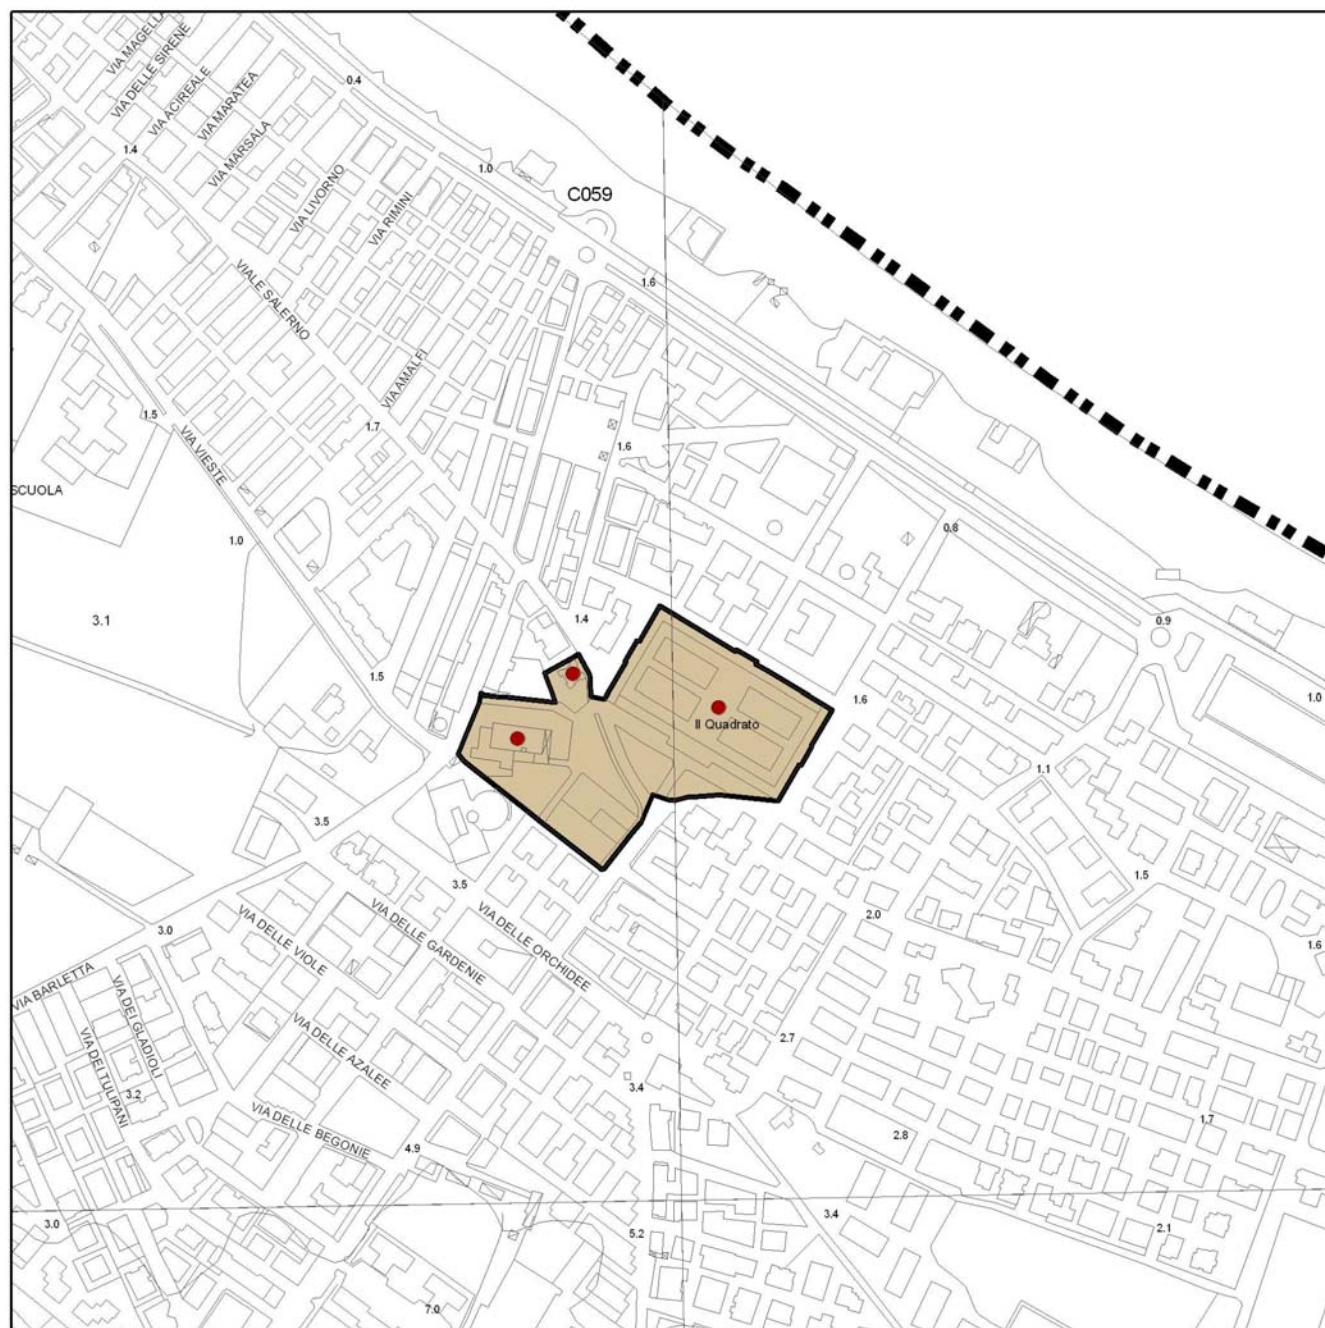 VIA MAGELL
VIA DELLE SIRENE
VIA ACIREALE
VIA MARATEA
VIA MARSALA
0.4
1.4
1.0
C059
VIA LIVORNO
VIA RIMINI
1.6
VIALE SALERNO
VIA AMALFI
1.5
1.7
VIA VIESTE
1.6
SCUOLA
1.0
0.8
3.1
1.4
0.9
1.5
1.6
1.0
Il Quadrato
1.1
3.5
3.5
1.5
VIA DELLE VIOLE
VIA DELLE GARDENIE
VIA DELLE ORCHIDEE
2.0
3.0
1.6
VIA BARLETTA
VIA DEI GLADIOLI
VIA DEI TULIPANI
VIA DELLE AZALEE
2.7
3.2
3.4
VIA DELLE BEGONIE
1.7
2.8
4.9
3.0
3.4
5.2
2.1
7.0